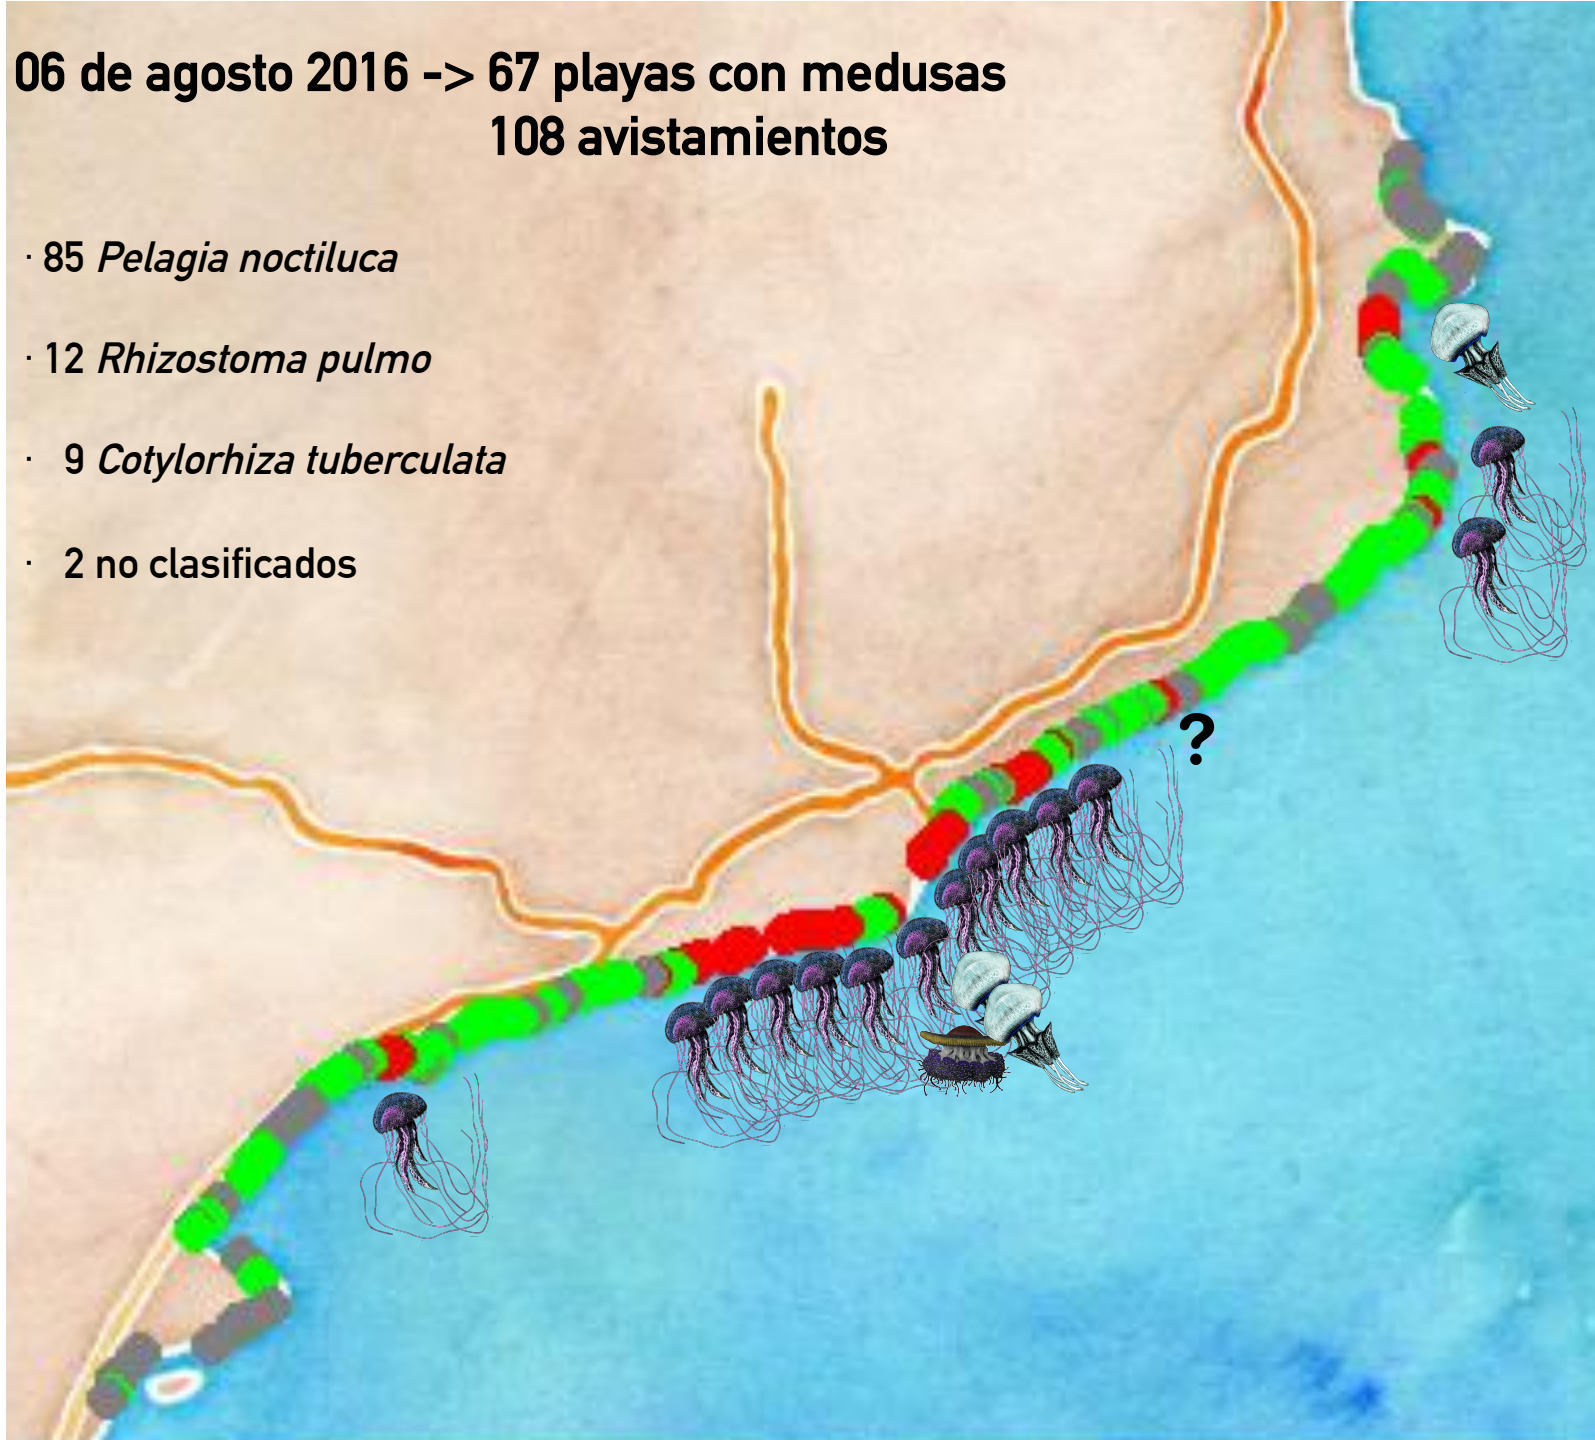 06 de agosto 2016 -> 67 playas con medusas
108 avistamientos
· 85 Pelagia noctiluca
· 12 Rhizostoma pulmo
· 9 Cotylorhiza tuberculata
· 2 no clasificados
?